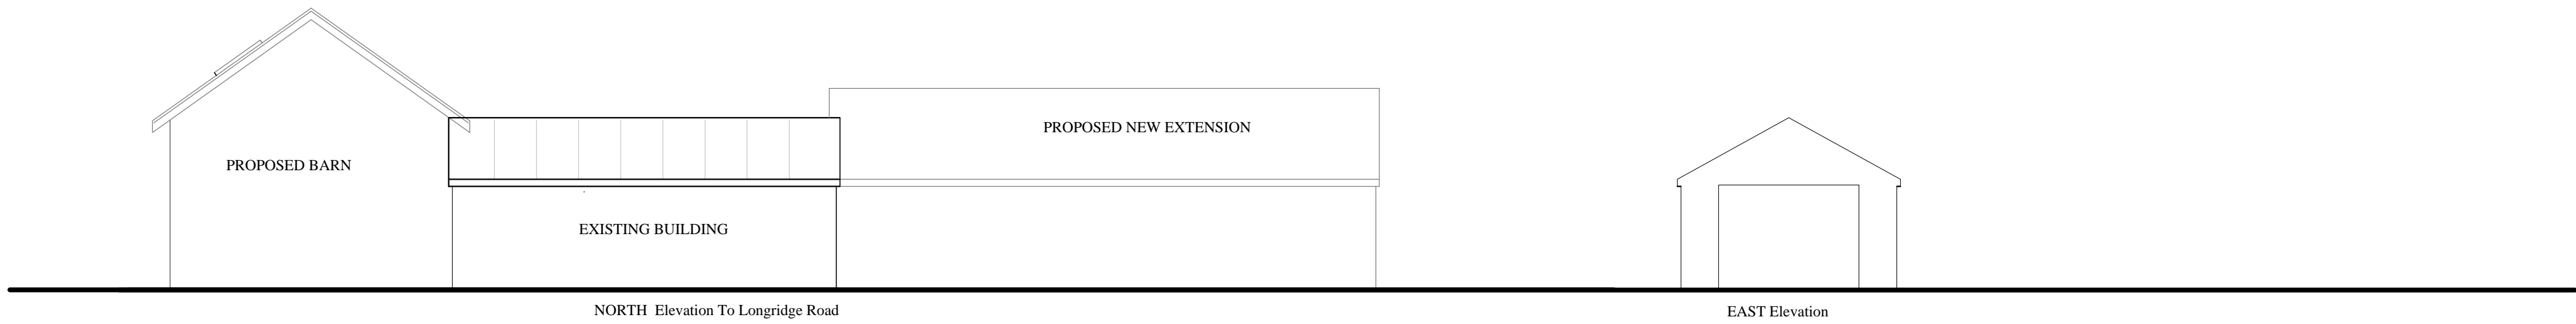 PROPOSED NEW EXTENSION
PROPOSED BARN
EXISTING BUILDING
NORTH  Elevation To Longridge Road
EAST Elevation